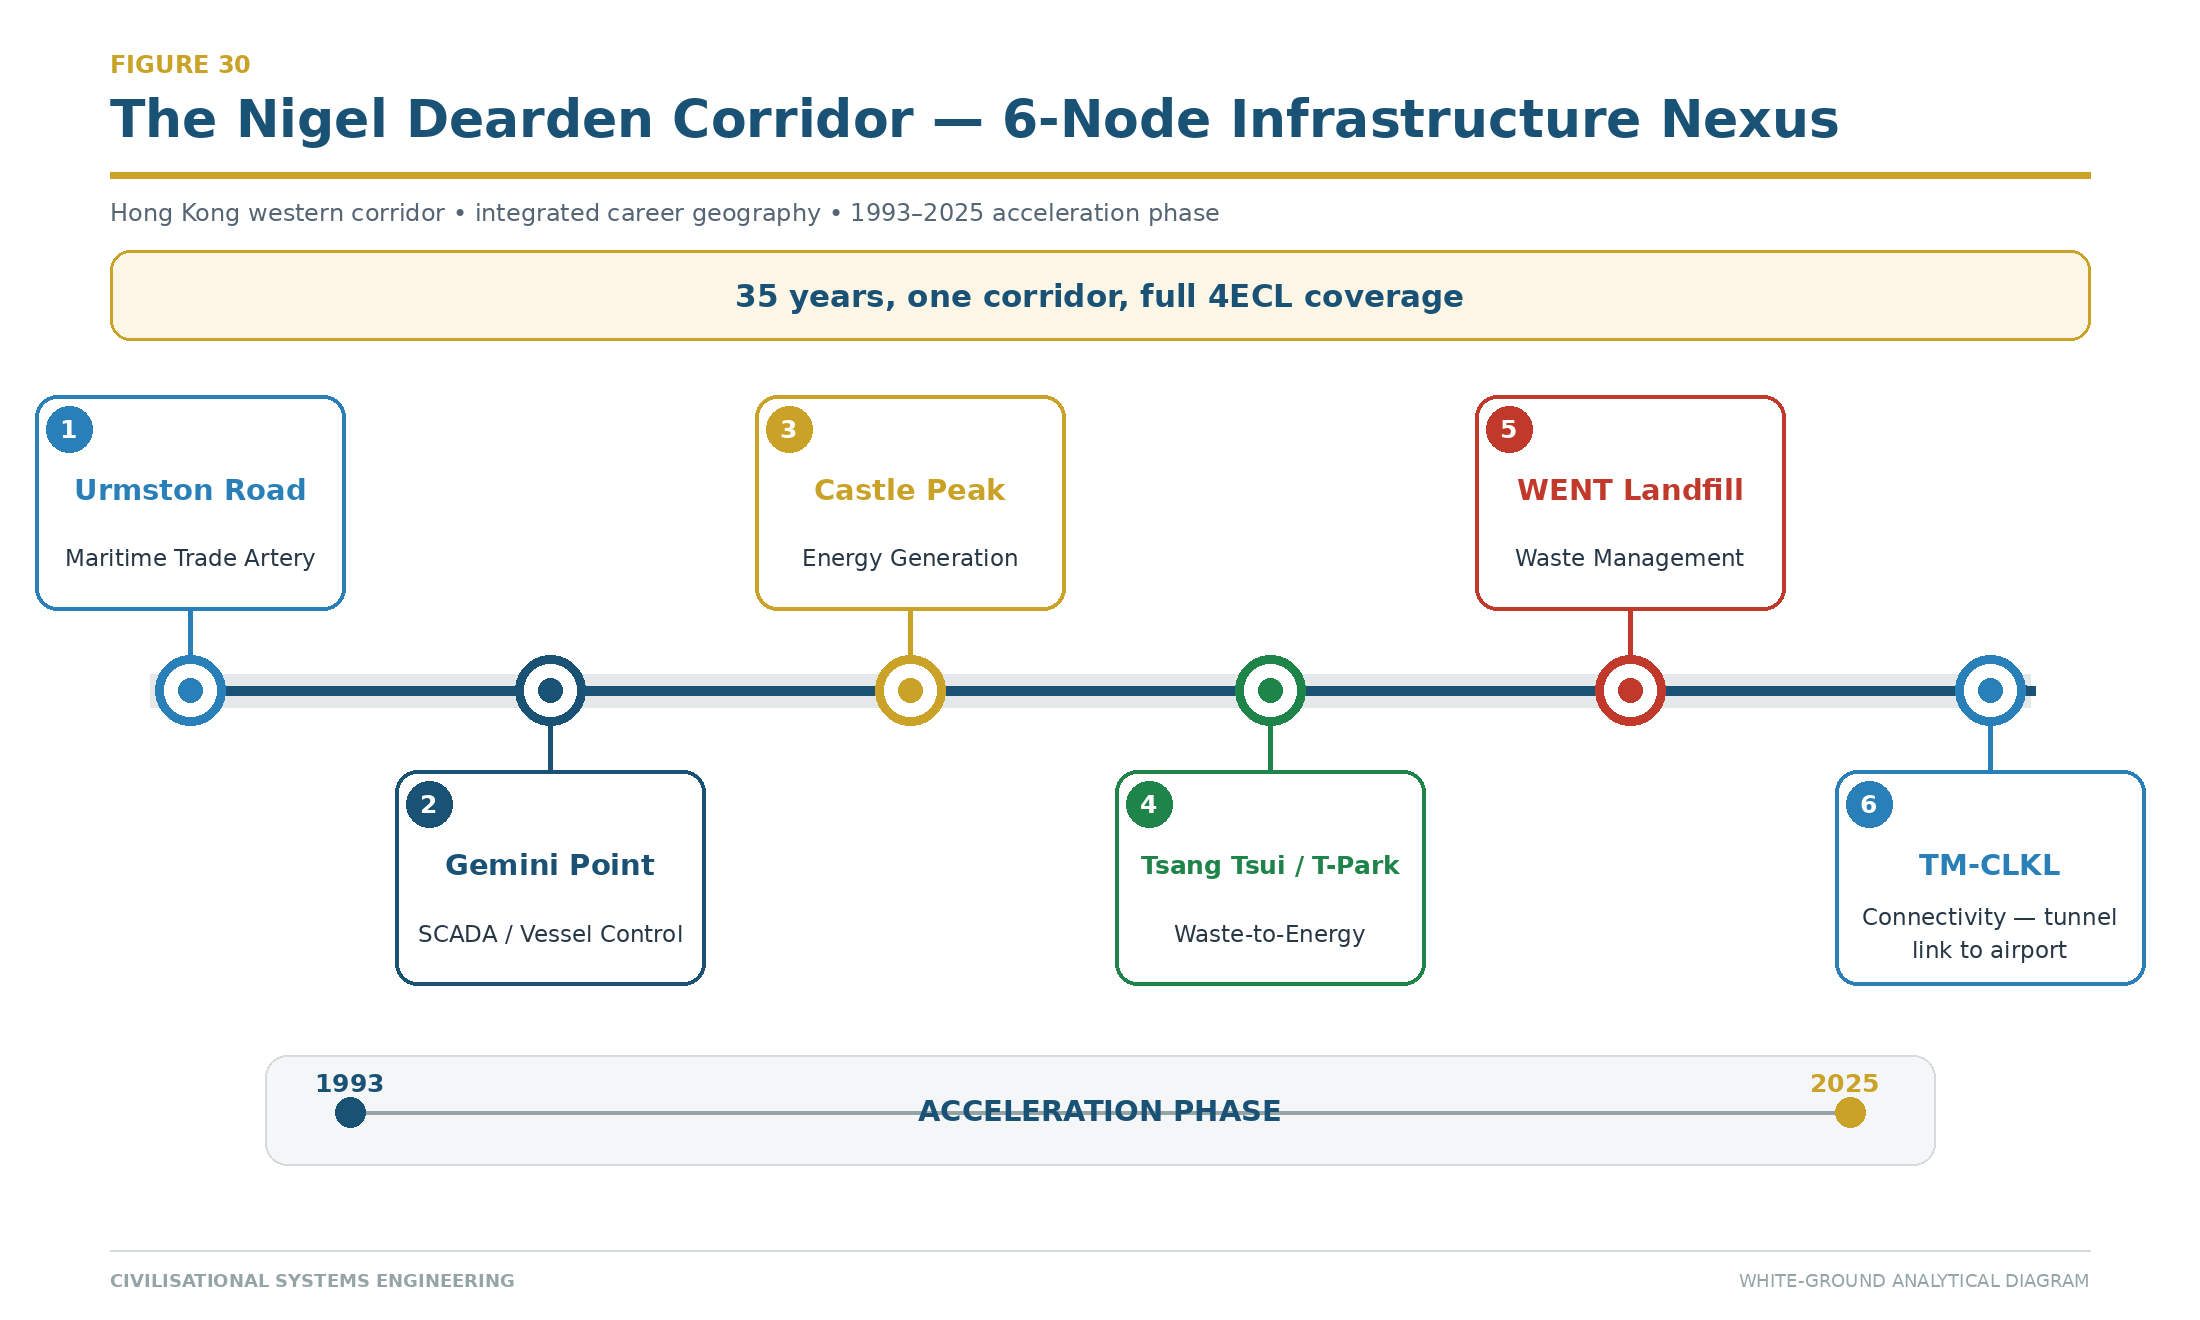 FIGURE 30
The Nigel Dearden Corridor — 6-Node Infrastructure Nexus
Hong Kong western corridor • integrated career geography • 1993–2025 acceleration phase
35 years, one corridor, full 4ECL coverage
1
Urmston Road
Maritime Trade Artery
2
Gemini Point
SCADA / Vessel Control
3
Castle Peak
Energy Generation
4
Tsang Tsui / T-Park
Waste-to-Energy
5
WENT Landfill
Waste Management
6
TM-CLKL
Connectivity — tunnel
link to airport
1993
ACCELERATION PHASE
2025
CIVILISATIONAL SYSTEMS ENGINEERING
WHITE-GROUND ANALYTICAL DIAGRAM